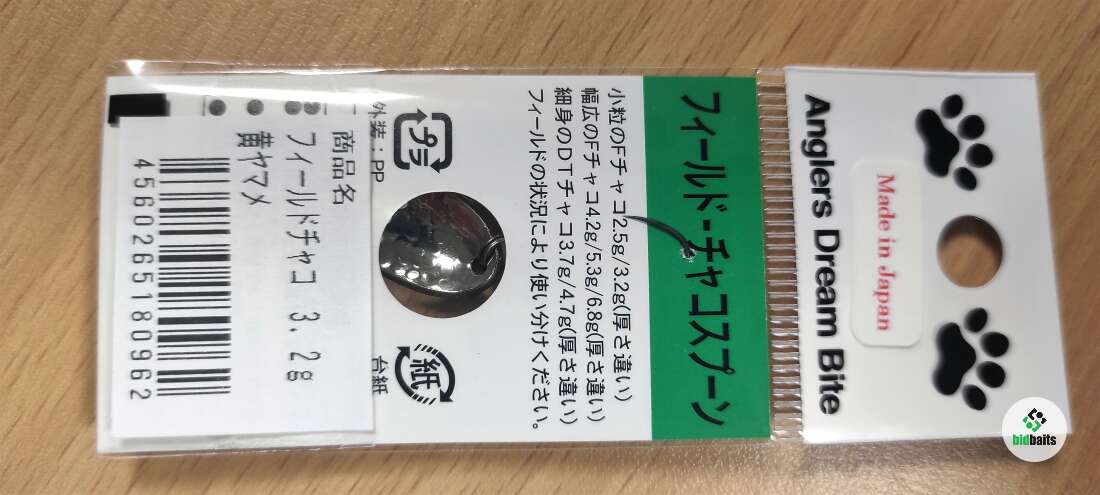 Anglers Dream Bite
Made in Japan
フィールド-チャコスプーン
小粒のFチャコ2.5g/3.2g(厚さ違い)
幅広のFチャコ4.2g/5.3g/6.8g(厚さ違い)
細身のDTチャコ3.7g/4.7g(厚さ違い)
フィールドの状況により使い分けください。
プラ
外装:PP
紙
台紙
商品名
フィールドチャコ 3.2g
黄ヤマメ
4560265180962
bidbaits